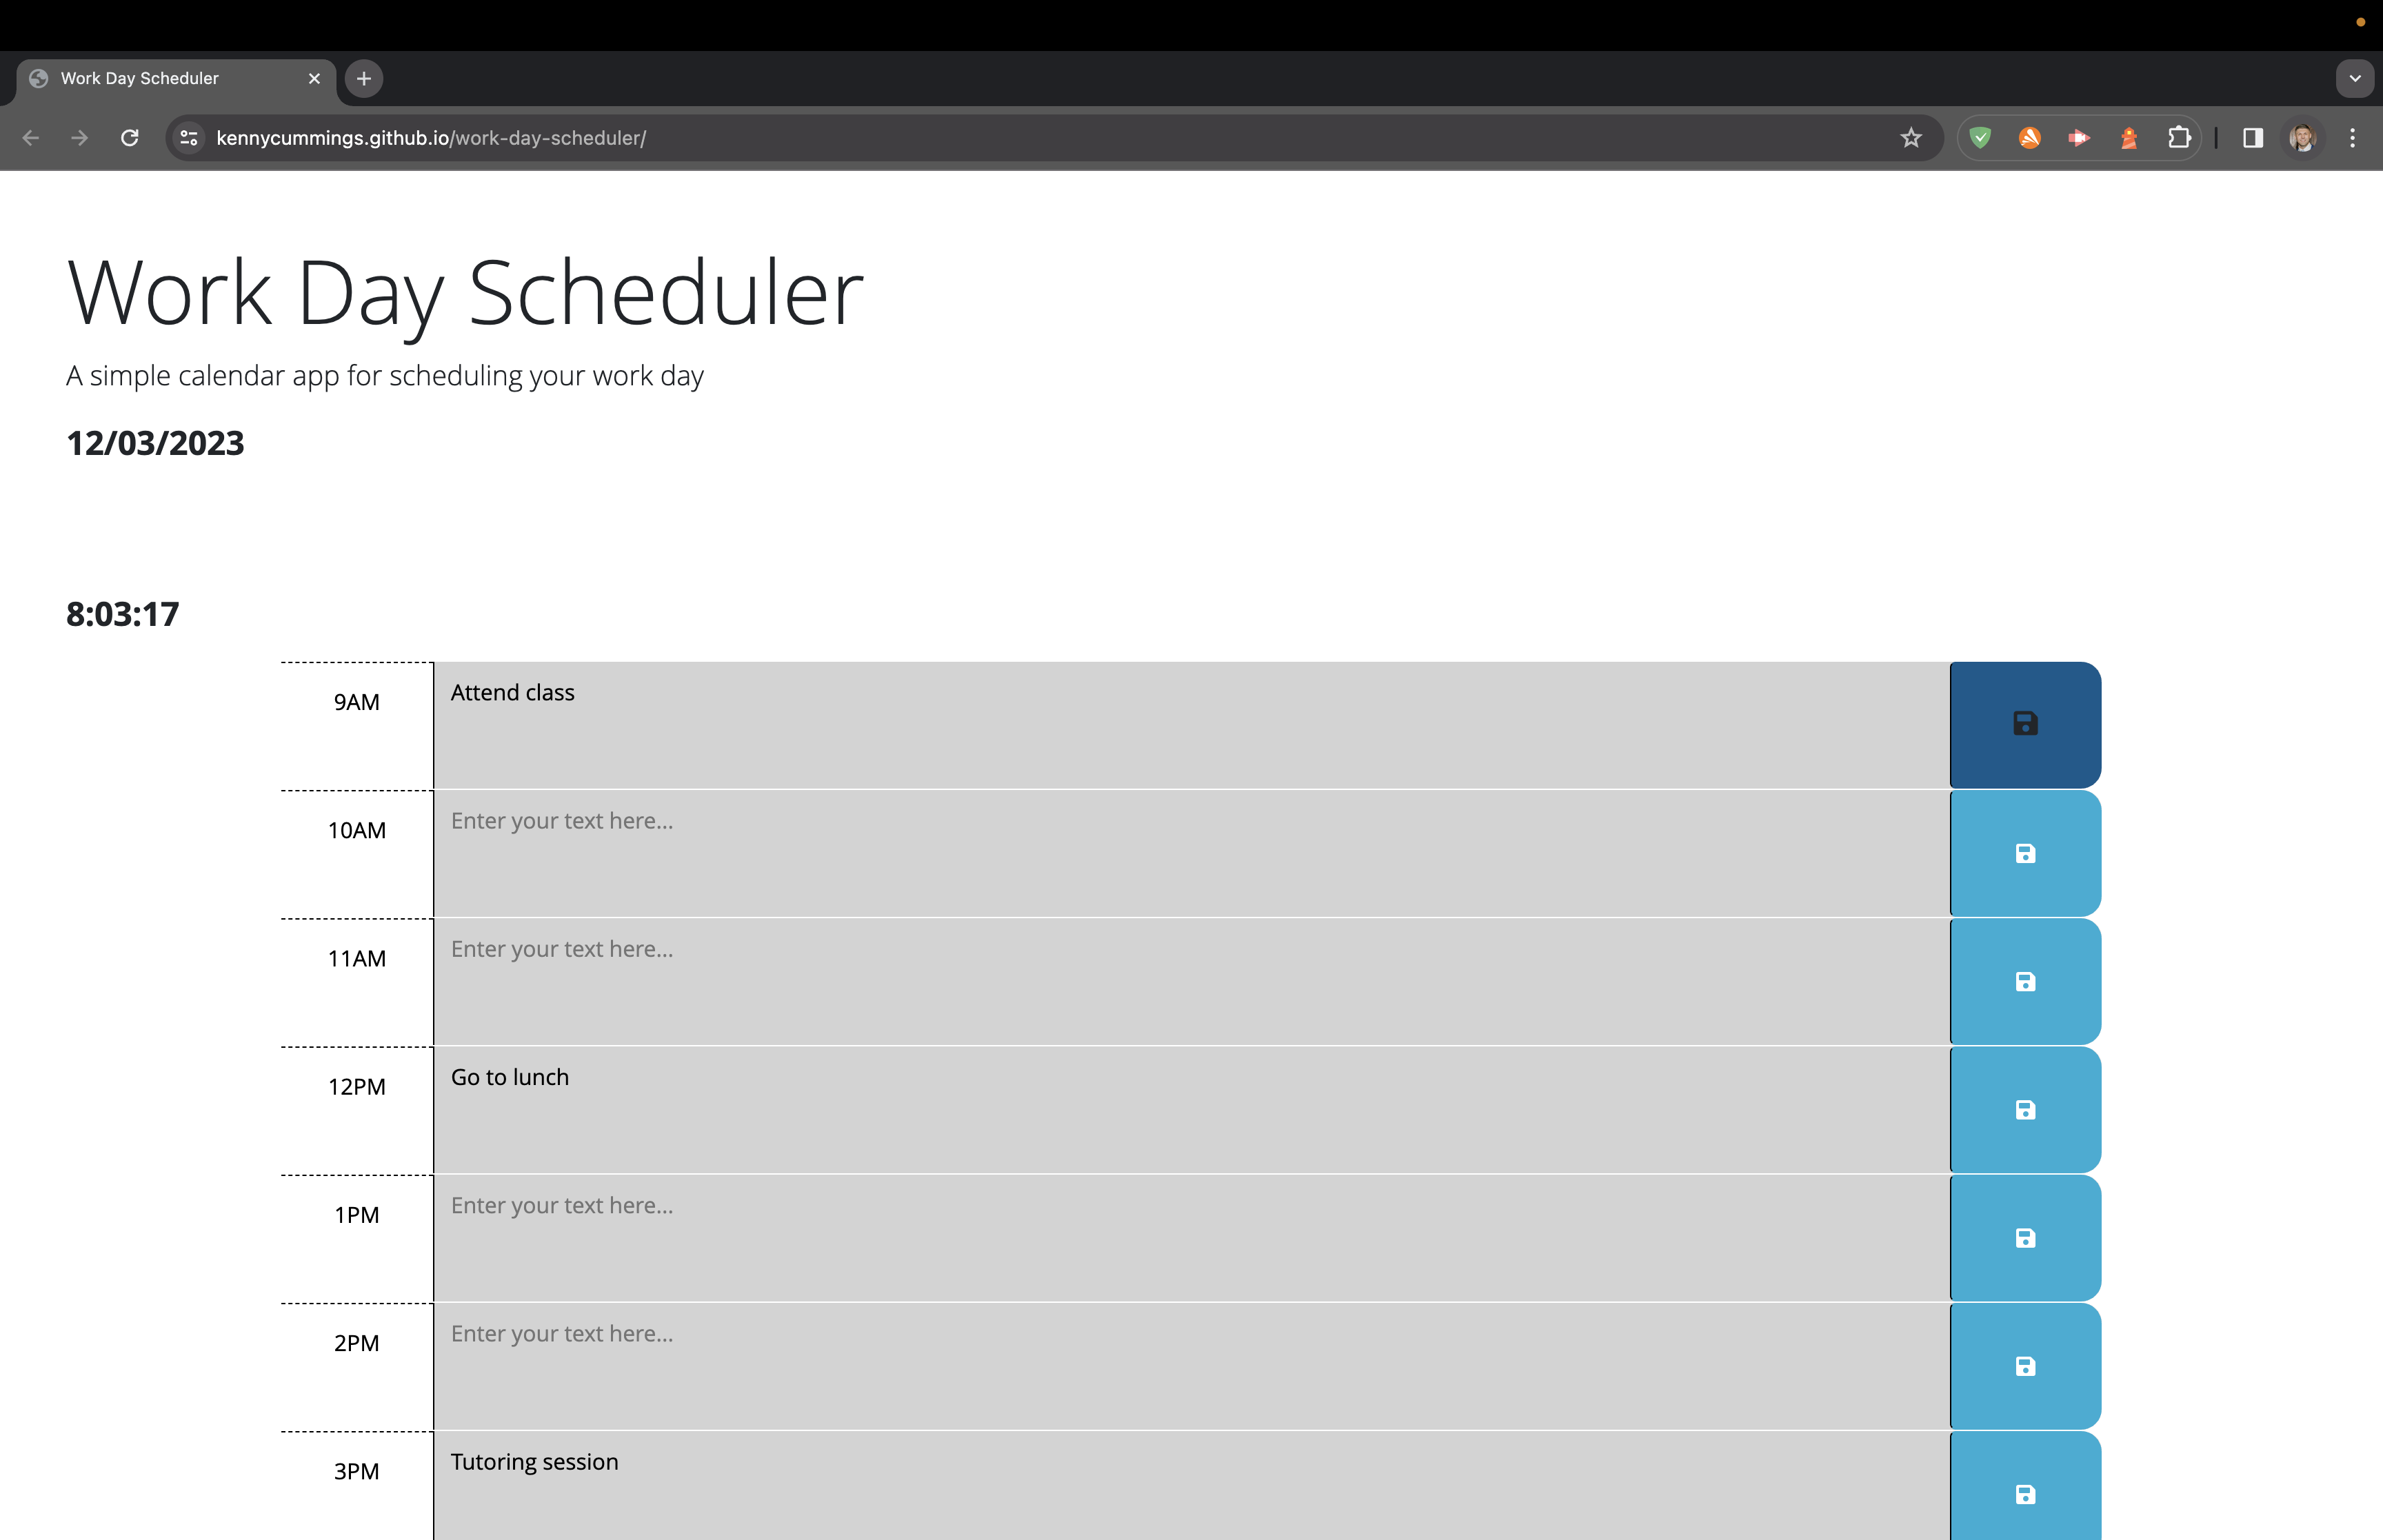 Work Day Scheduler
kennycummings.github.io/work-day-scheduler/
Work Day Scheduler
A simple calendar app for scheduling your work day
12/03/2023
8:03:17
9AM Attend class
10AM Enter your text here...
11AM Enter your text here...
12PM Go to lunch
1PM Enter your text here...
2PM Enter your text here...
3PM Tutoring session